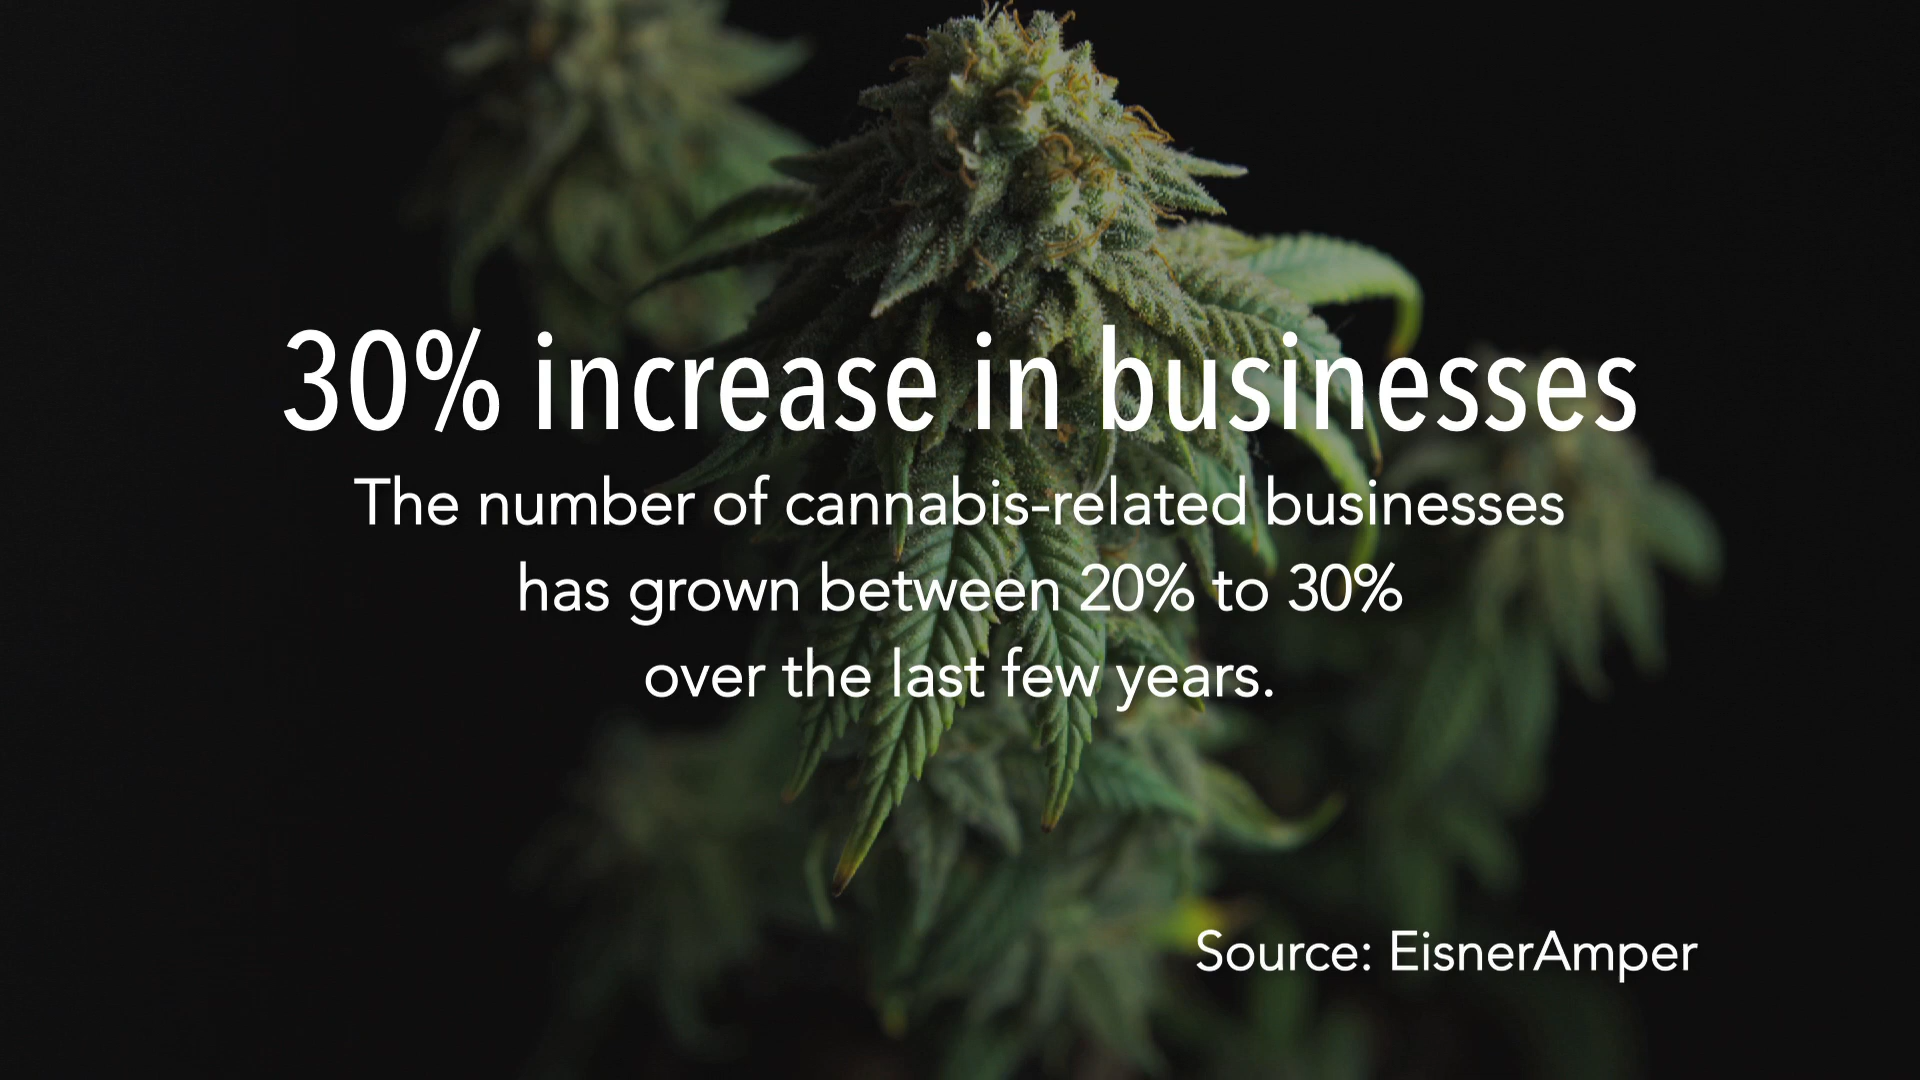 30% increase in businesses
The number of cannabis-related businesses
has grown between 20% to 30%
over the last few years.
Source: EisnerAmper